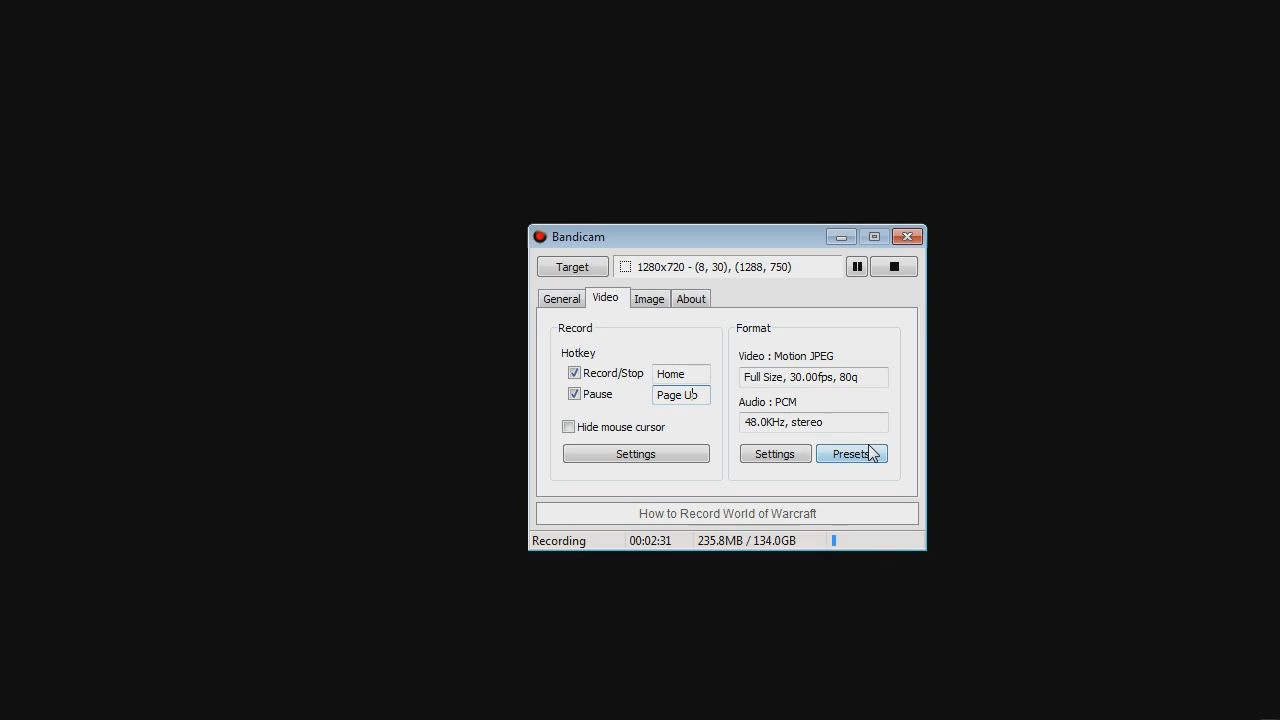 Bandicam
Target 1280x720 - (8, 30), (1288, 750)
General Video Image About
Record
Hotkey
Record/Stop Home
Pause Page Up
Hide mouse cursor
Settings
Format
Video : Motion JPEG
Full Size, 30.00fps, 80q
Audio : PCM
48.0KHz, stereo
Settings Presets
How to Record World of Warcraft
Recording 00:02:31 235.8MB / 134.0GB